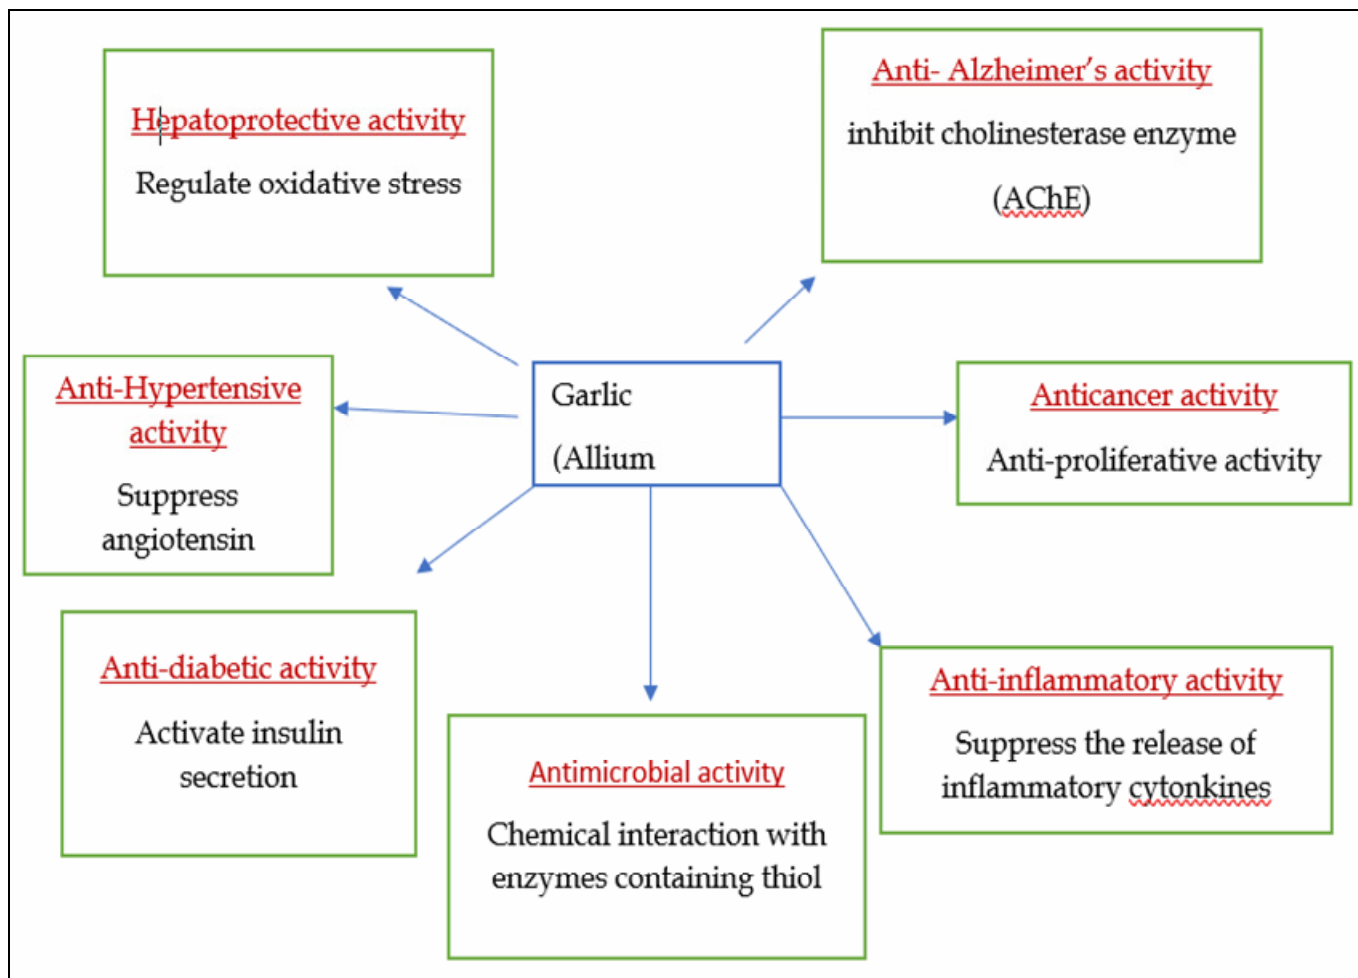 Hepatoprotective activity
Regulate oxidative stress
Anti- Alzheimer’s activity
inhibit cholinesterase enzyme
(AChE)
Anti-Hypertensive
activity
Suppress
angiotensin
Garlic
(Allium
Anticancer activity
Anti-proliferative activity
Anti-diabetic activity
Activate insulin
secretion
Antimicrobial activity
Chemical interaction with
enzymes containing thiol
Anti-inflammatory activity
Suppress the release of
inflammatory cytonkines